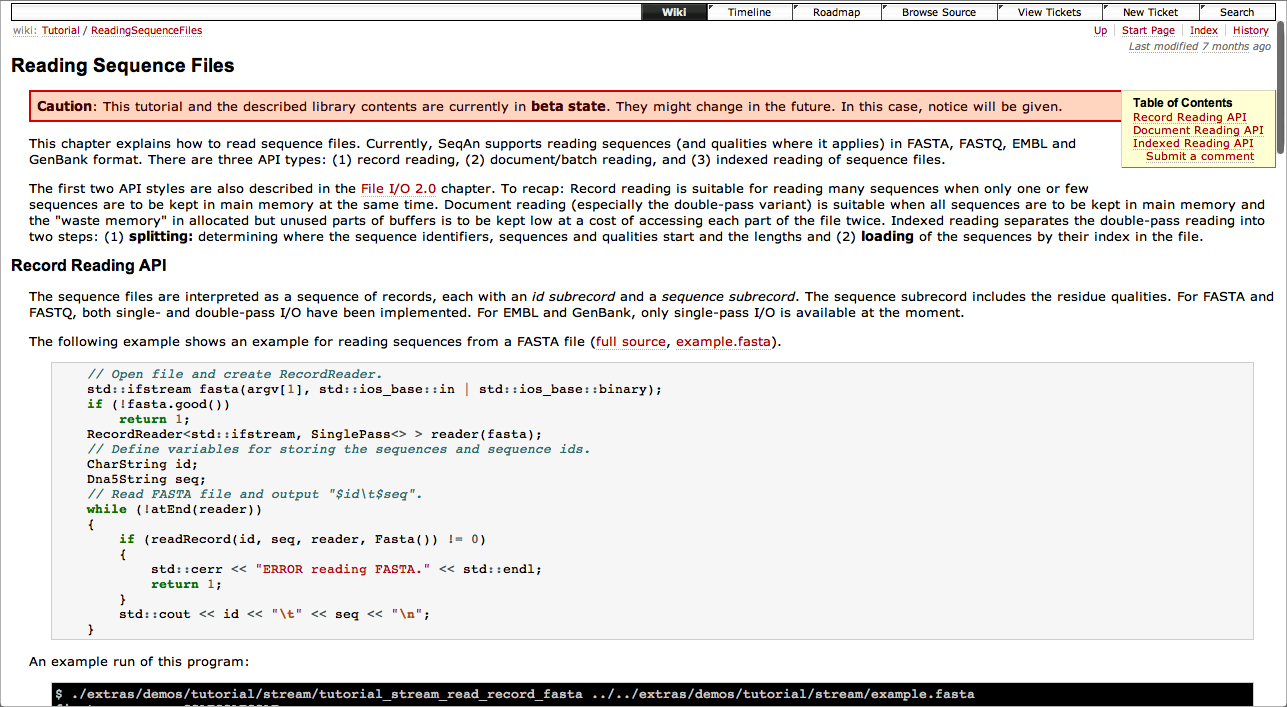 Wiki Timeline Roadmap Browse Source View Tickets New Ticket Search
wiki: Tutorial / ReadingSequenceFiles
Up Start Page Index History
Last modified 7 months ago
Reading Sequence Files
Caution: This tutorial and the described library contents are currently in beta state. They might change in the future. In this case, notice will be given.
Table of Contents
Record Reading API
Document Reading API
Indexed Reading API
Submit a comment
This chapter explains how to read sequence files. Currently, SeqAn supports reading sequences (and qualities where it applies) in FASTA, FASTQ, EMBL and
GenBank format. There are three API types: (1) record reading, (2) document/batch reading, and (3) indexed reading of sequence files.
The first two API styles are also described in the File I/O 2.0 chapter. To recap: Record reading is suitable for reading many sequences when only one or few
sequences are to be kept in main memory at the same time. Document reading (especially the double-pass variant) is suitable when all sequences are to be kept in main memory and
the "waste memory" in allocated but unused parts of buffers is to be kept low at a cost of accessing each part of the file twice. Indexed reading separates the double-pass reading into
two steps: (1) splitting: determining where the sequence identifiers, sequences and qualities start and the lengths and (2) loading of the sequences by their index in the file.
Record Reading API
The sequence files are interpreted as a sequence of records, each with an id subrecord and a sequence subrecord. The sequence subrecord includes the residue qualities. For FASTA and
FASTQ, both single- and double-pass I/O have been implemented. For EMBL and GenBank, only single-pass I/O is available at the moment.
The following example shows an example for reading sequences from a FASTA file (full source, example.fasta).
// Open file and create RecordReader.
std::ifstream fasta(argv[1], std::ios_base::in | std::ios_base::binary);
if (!fasta.good())
return 1;
RecordReader<std::ifstream, SinglePass<> > reader(fasta);
// Define variables for storing the sequences and sequence ids.
CharString id;
Dna5String seq;
// Read FASTA file and output "$id\t$seq".
while (!atEnd(reader))
{
if (readRecord(id, seq, reader, Fasta()) != 0)
{
std::cerr << "ERROR reading FASTA." << std::endl;
return 1;
}
std::cout << id << "\t" << seq << "\n";
}
An example run of this program:
$ ./extras/demos/tutorial/stream/tutorial_stream_read_record_fasta ../../extras/demos/tutorial/stream/example.fasta